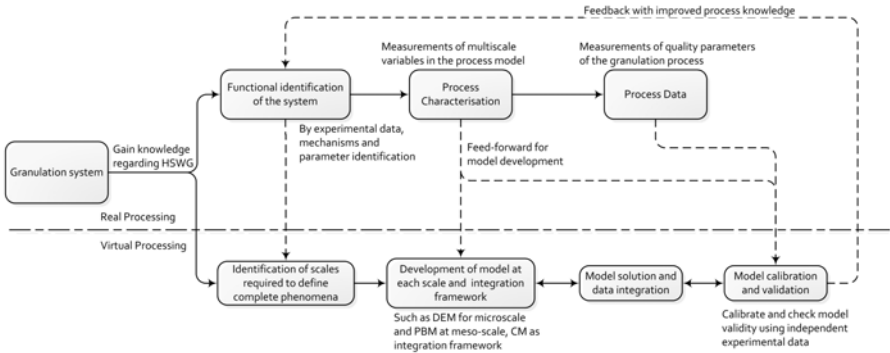 Feedback with improved process knowledge
Measurements of multiscale
variables in the process model
Measurements of quality parameters
of the granulation process
Functional identification
of the system
Process
Characterisation
Process Data
By experimental data,
mechanisms and
parameter identification
Gain knowledge
regarding HSWG
Feed-forward for
model development
Granulation system
Real Processing
Virtual Processing
Identification of scales
required to define
complete phenomena
Development of model at
each scale and integration
framework
Model solution and
data integration
Model calibration
and validation
Such as DEM for microscale
and PBM at meso-scale, CM as
integration framework
Calibrate and check model
validity using independent
experimental data